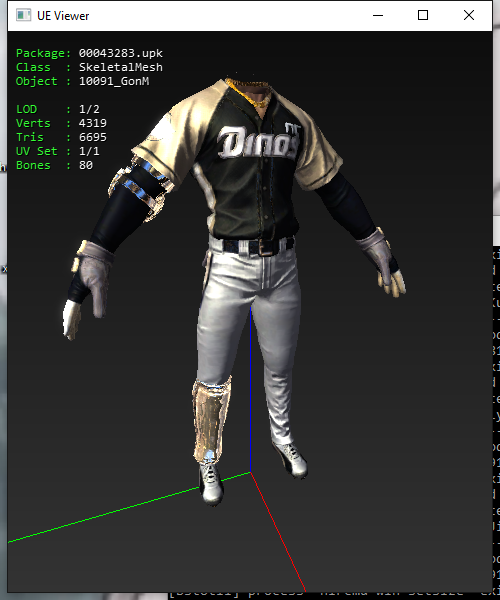 UE Viewer
Package: 00043283.upk
Class  : SkeletalMesh
Object : 10091_GonM
LOD    : 1/2
Verts  : 4319
Tris   : 6695
UV Set : 1/1
Bones  : 80
Dinos